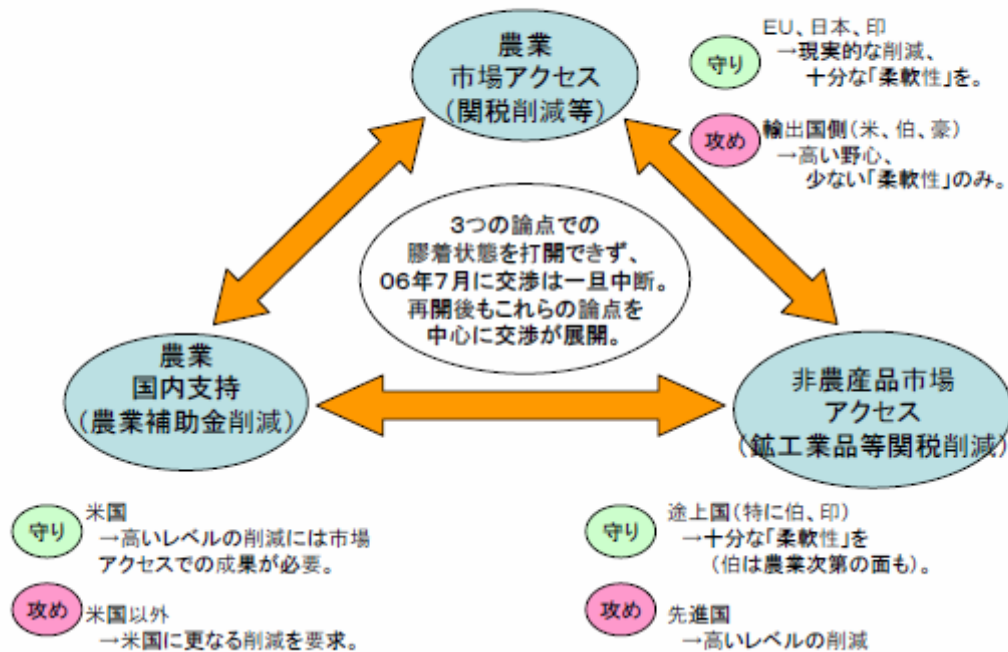 農業
市場アクセス
(関税削減等)
守り
EU、日本、印
→現実的な削減、
十分な「柔軟性」を。
攻め
輸出国側(米、伯、豪)
→高い野心、
少ない「柔軟性」のみ。
3つの論点での
膠着状態を打開できず、
06年7月に交渉は一旦中断。
再開後もこれらの論点を
中心に交渉が展開。
農業
国内支持
(農業補助金削減)
非農産品市場
アクセス
(鉱工業品等関税削減)
守り
米国
→高いレベルの削減には市場
アクセスでの成果が必要。
攻め
米国以外
→米国に更なる削減を要求。
守り
途上国(特に伯、印)
→十分な「柔軟性」を
(伯は農業次第の面も)。
攻め
先進国
→高いレベルの削減